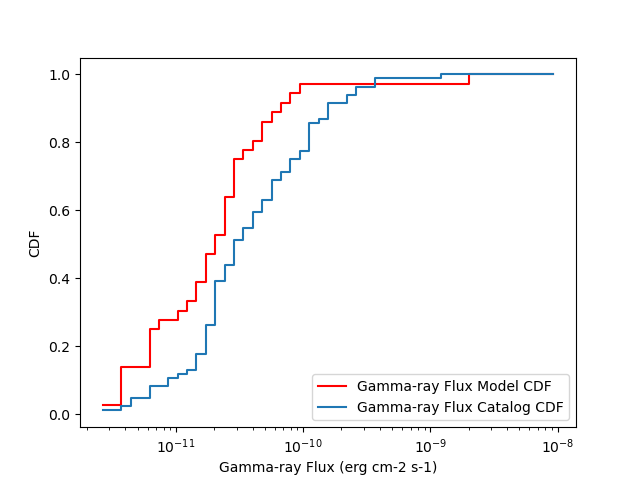 1.0
0.8
0.6
0.4
0.2
0.0
CDF
10⁻¹¹
10⁻¹⁰
10⁻⁹
10⁻⁸
Gamma-ray Flux (erg cm-2 s-1)
Gamma-ray Flux Model CDF
Gamma-ray Flux Catalog CDF